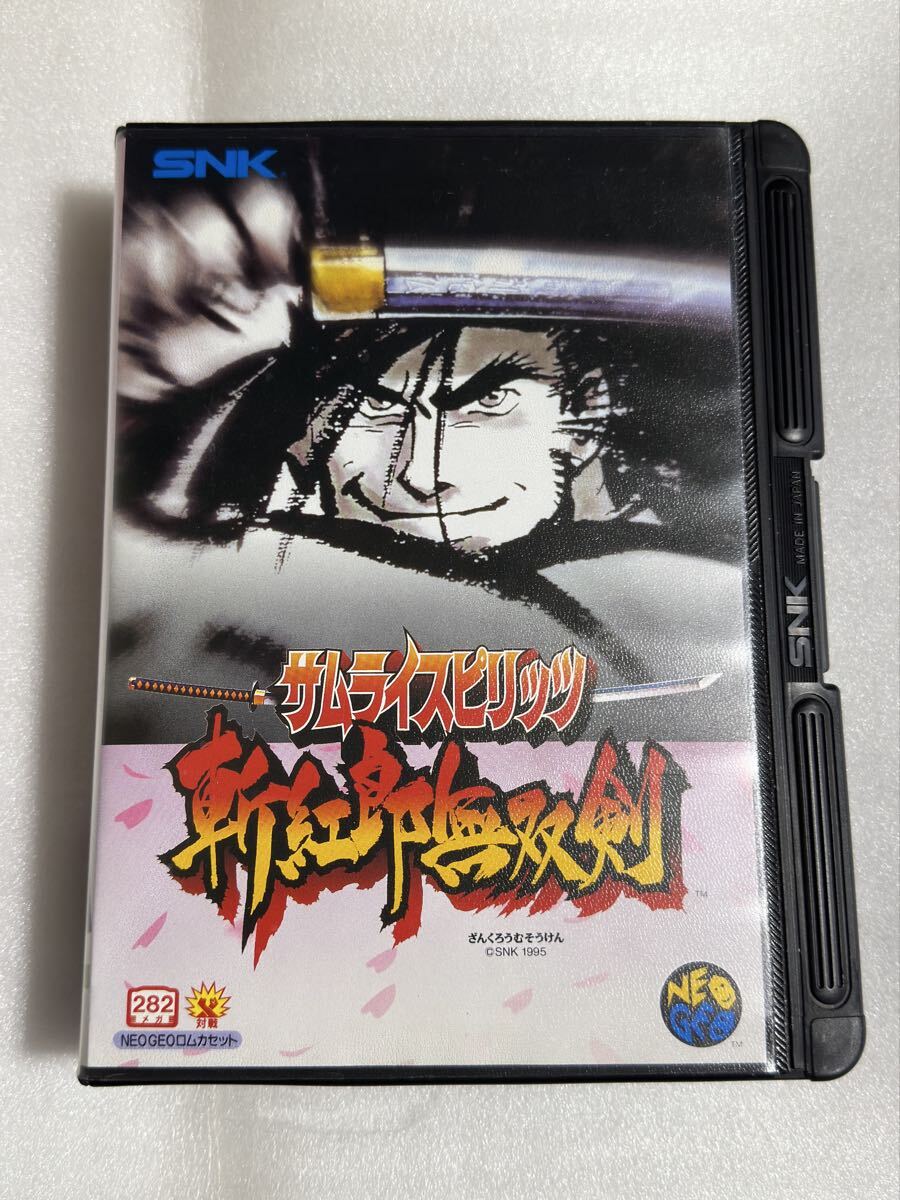 SNK
サムライスピリッツ
斬紅郎無双剣
TM
ざんくろうむそうけん
©SNK 1995
282
メガ
対戦
NEOGEOロムカセット
NEO
GEO
TM
MADE IN JAPAN
SNK